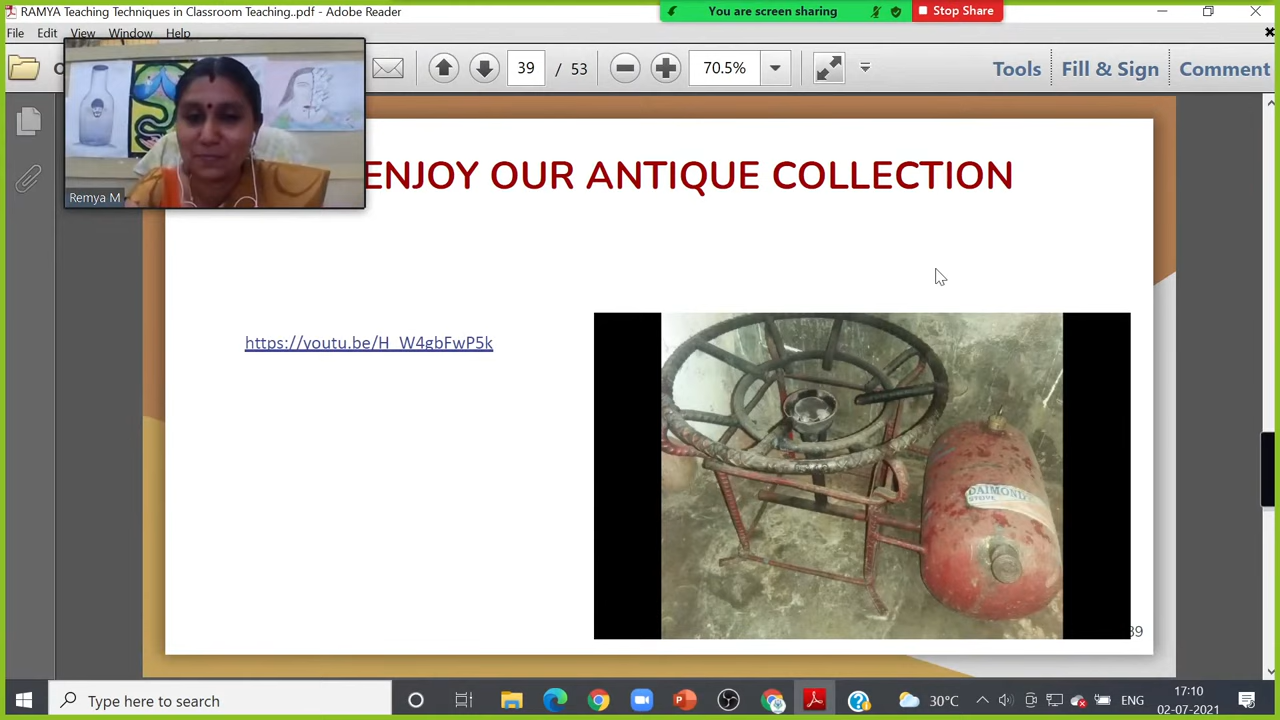 RAMYA Teaching Techniques in Classroom Teaching..pdf - Adobe Reader
You are screen sharing
Stop Share
File Edit View Window Help
39 / 53
70.5%
Tools Fill & Sign Comment
Remya M
ENJOY OUR ANTIQUE COLLECTION
https://youtu.be/H_W4gbFwP5k
DAIMOND
STOVE
39
Type here to search
30°C
ENG
17:10
02-07-2021